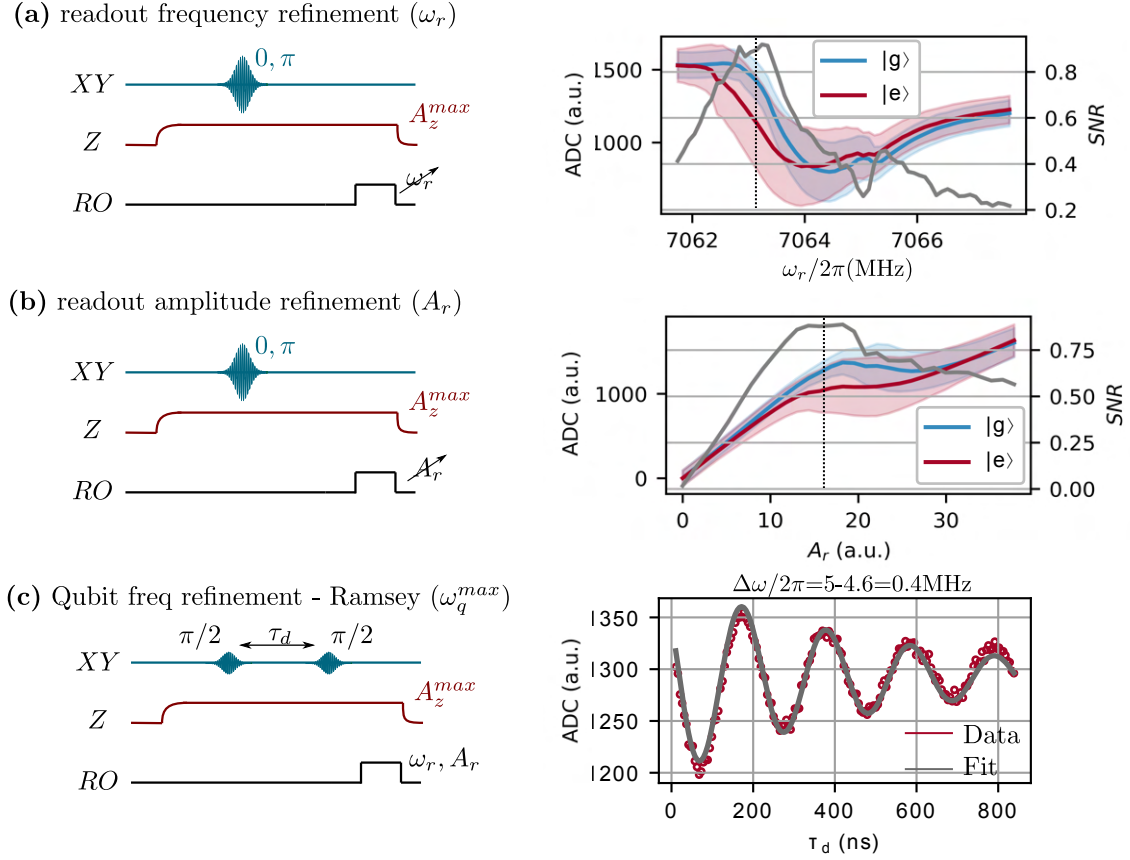 (a) readout frequency refinement (ω_r)
XY
0, π
Z
A_z^{max}
RO
ω_r
ADC (a.u.)
1500
1000
|g⟩
|e⟩
0.8
0.6
0.4
0.2
SNR
7062
7064
7066
ω_r/2π(MHz)
(b) readout amplitude refinement (A_r)
XY
0, π
Z
A_z^{max}
RO
A_r
ADC (a.u.)
1000
0
|g⟩
|e⟩
0.75
0.50
0.25
0.00
SNR
0
10
20
30
A_r (a.u.)
(c) Qubit freq refinement - Ramsey (ω_q^{max})
π/2
τ_d
π/2
XY
Z
A_z^{max}
RO
ω_r, A_r
Δω/2π=5-4.6=0.4MHz
ADC (a.u.)
1350
1300
1250
1200
Data
Fit
0
200
400
600
800
τ_d (ns)